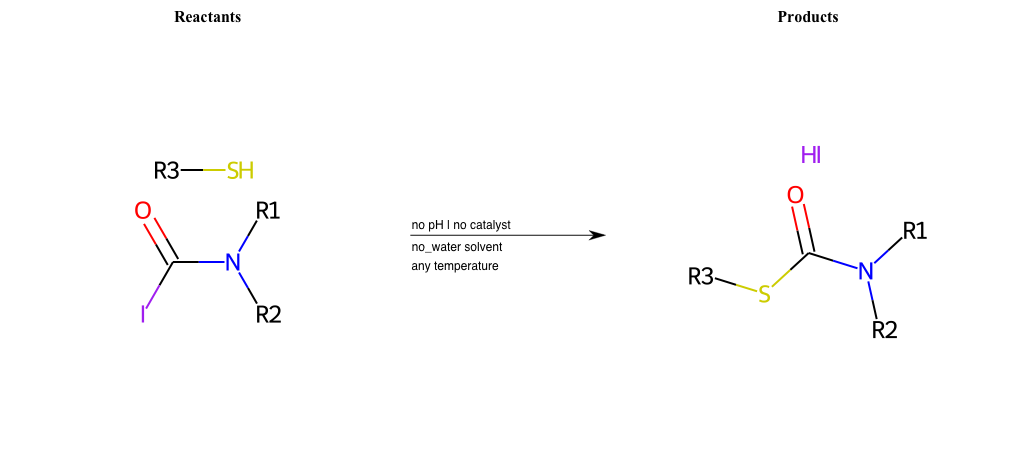 Reactants
Products
R3 SH
O
R1
N
I
R2
no pH | no catalyst
no_water solvent
any temperature
HI
O
R1
R3
N
S
R2